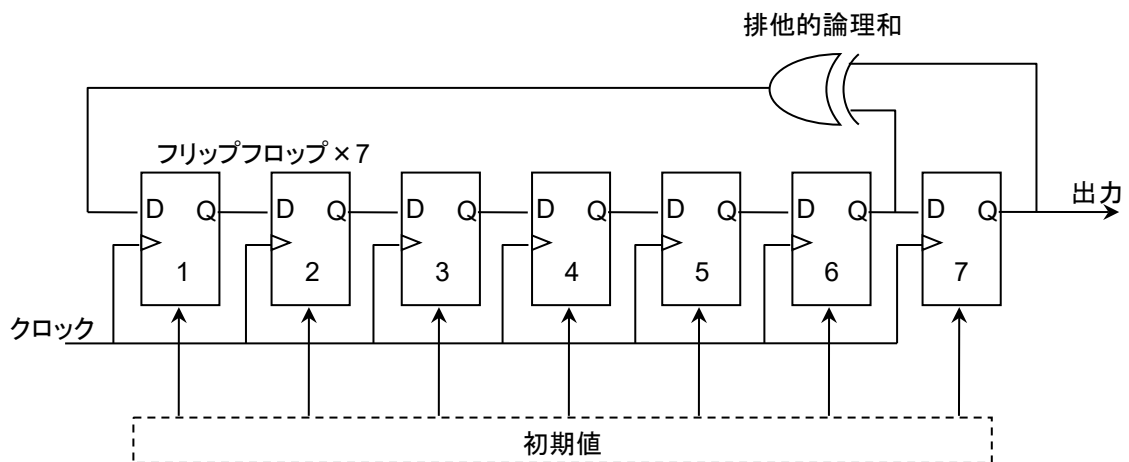 排他的論理和
フリップフロップ×7
D Q D Q D Q D Q D Q D Q D Q
出力
1 2 3 4 5 6 7
クロック
初期値